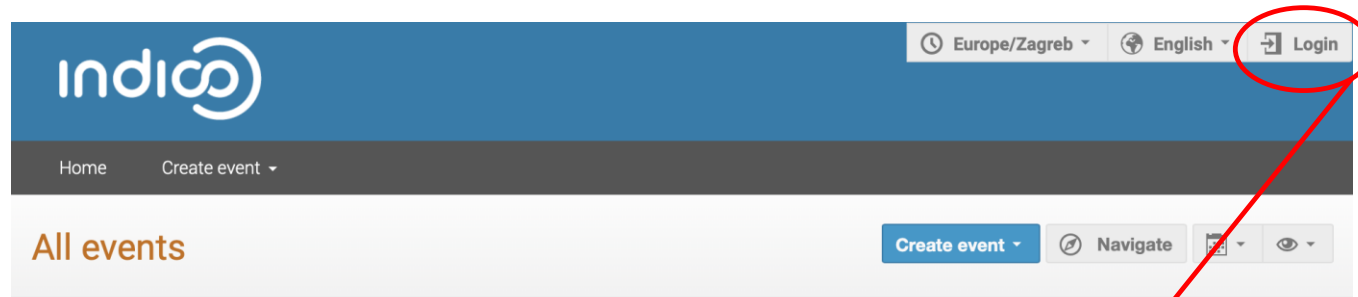 Europe/Zagreb English Login
indico
Home Create event
All events Create event Navigate